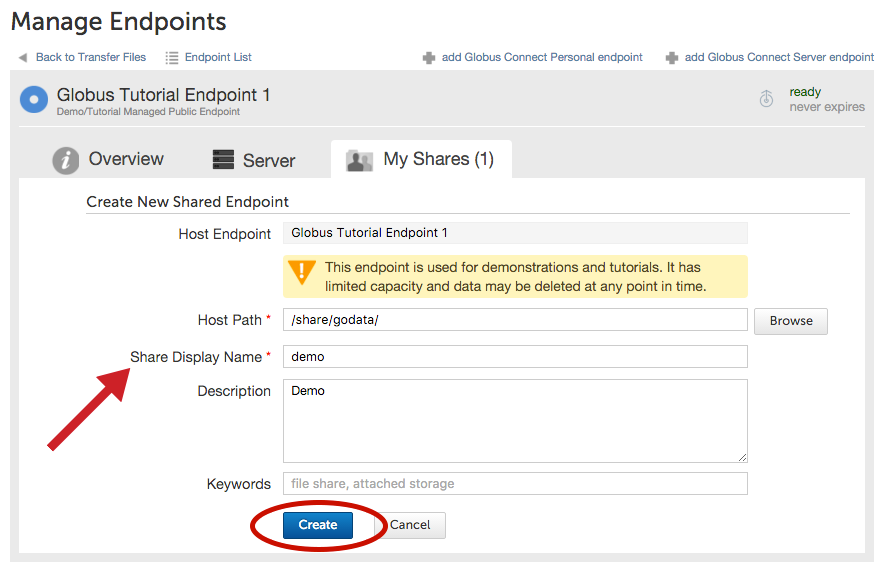 Manage Endpoints
Back to Transfer Files
Endpoint List
add Globus Connect Personal endpoint
add Globus Connect Server endpoint
Globus Tutorial Endpoint 1
Demo/Tutorial Managed Public Endpoint
ready
never expires
Overview
Server
My Shares (1)
Create New Shared Endpoint
Host Endpoint
Globus Tutorial Endpoint 1
This endpoint is used for demonstrations and tutorials. It has
limited capacity and data may be deleted at any point in time.
Host Path *
/share/godata/
Browse
Share Display Name *
demo
Description
Demo
Keywords
file share, attached storage
Create
Cancel